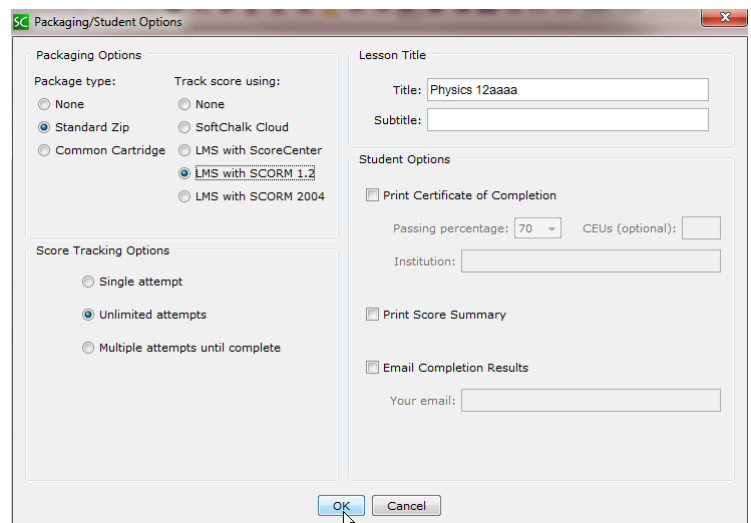 SC Packaging/Student Options
Packaging Options
Package type:
None
Standard Zip
Common Cartridge
Track score using:
None
SoftChalk Cloud
LMS with ScoreCenter
LMS with SCORM 1.2
LMS with SCORM 2004
Score Tracking Options
Single attempt
Unlimited attempts
Multiple attempts until complete
Lesson Title
Title: Physics 12aaaa
Subtitle:
Student Options
Print Certificate of Completion
Passing percentage: 70 CEUs (optional):
Institution:
Print Score Summary
Email Completion Results
Your email:
OK Cancel